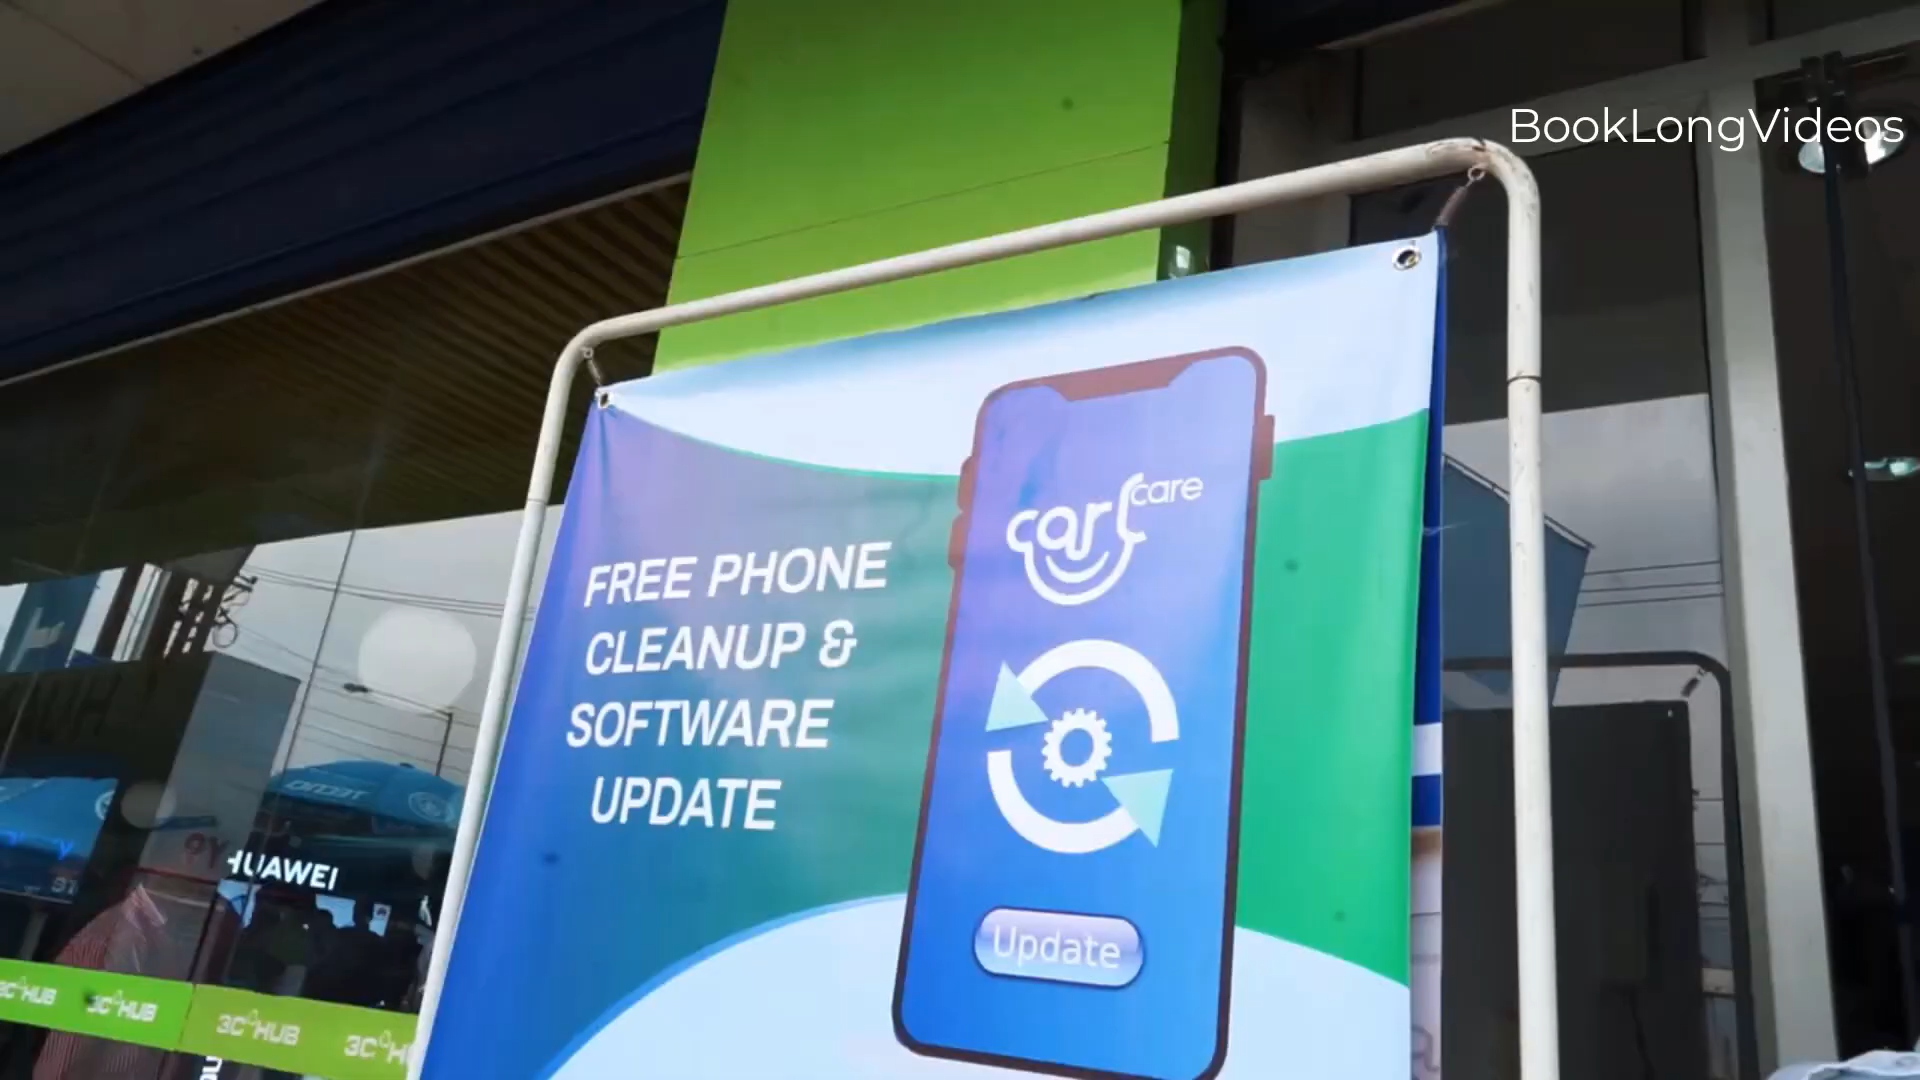 BookLongVideos
carlcare
FREE PHONE
CLEANUP &
SOFTWARE
UPDATE
Update
HUAWEI
3C HUB
3C HUB
3C HUB